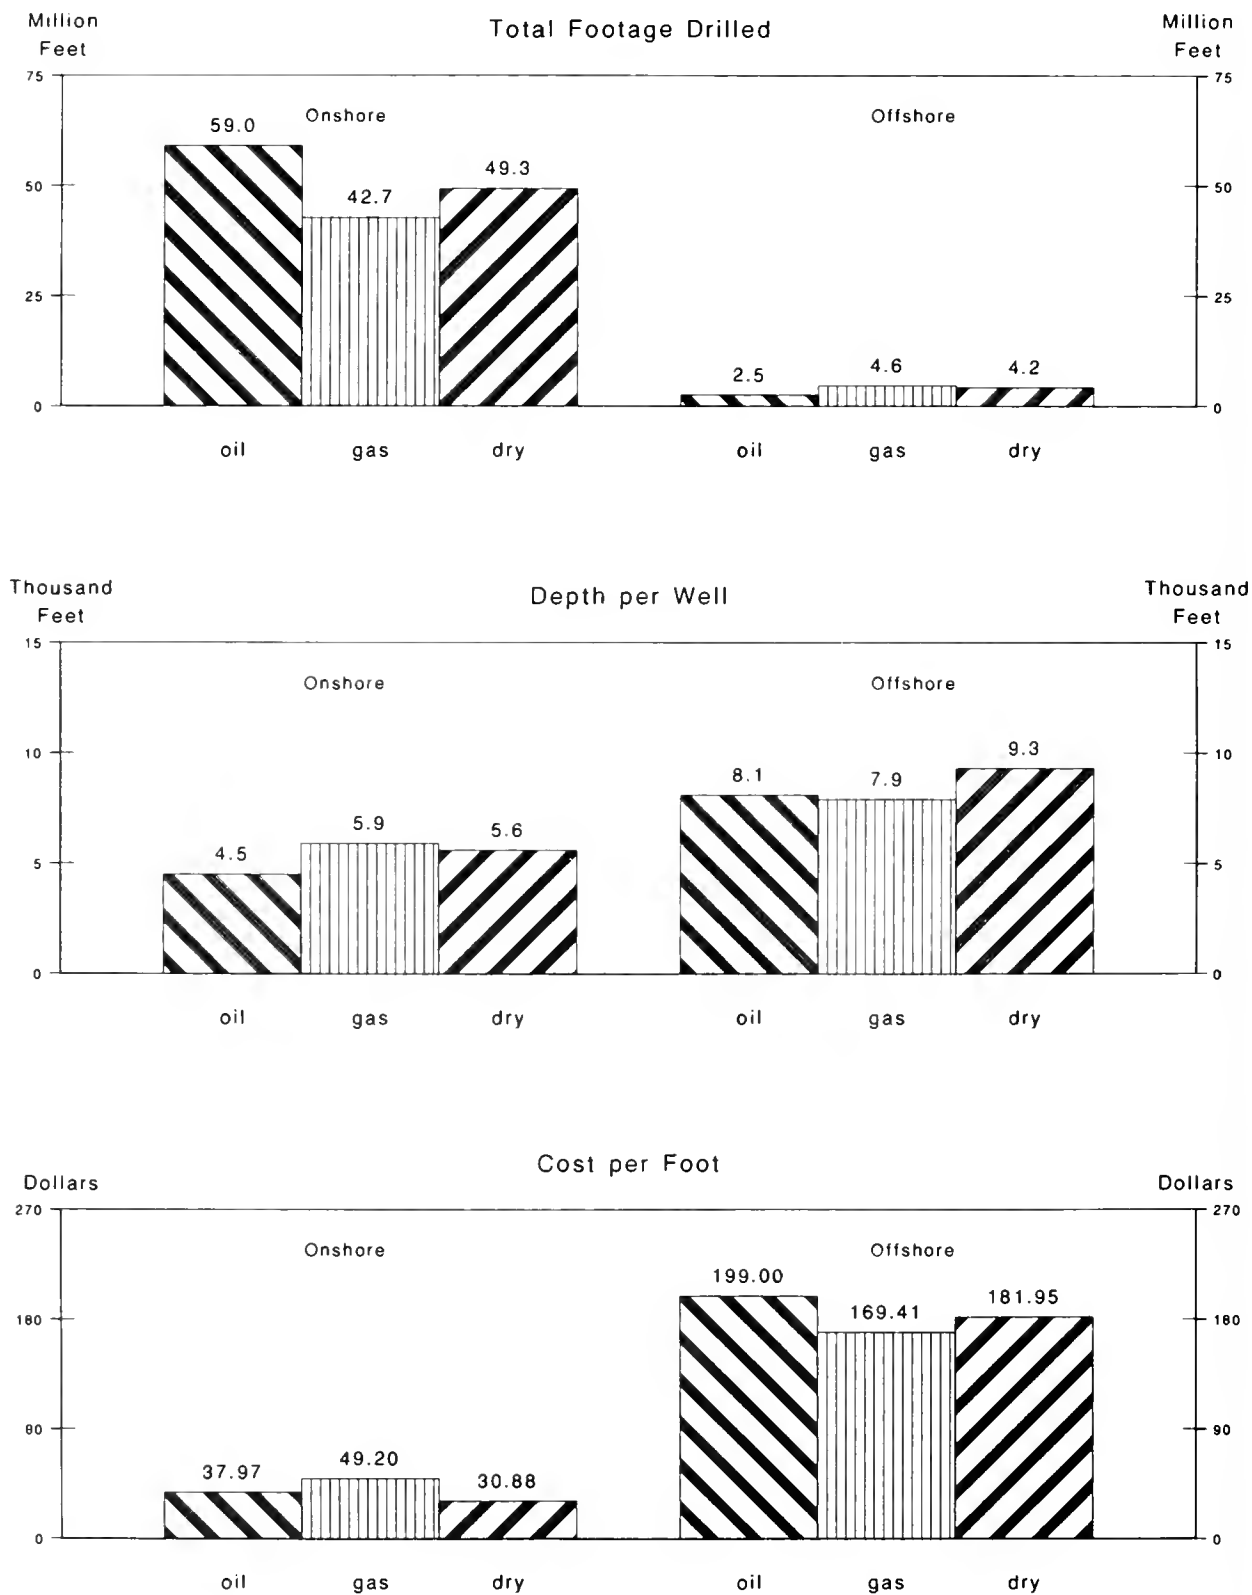 Million
Feet
Total Footage Drilled
Million
Feet
75
75
Onshore
Offshore
59.0
49.3
42.7
50
50
25
25
2.5
4.6
4.2
0
0
oil
gas
dry
oil
gas
dry
Thousand
Feet
Depth per Well
Thousand
Feet
15
15
Onshore
Offshore
10
10
9.3
8.1
7.9
5.9
5.6
4.5
5
5
0
0
oil
gas
dry
oil
gas
dry
Cost per Foot
Dollars
Dollars
270
270
Onshore
Offshore
199.00
169.41
181.95
180
180
80
90
37.97
49.20
30.88
0
0
oil
gas
dry
oil
gas
dry